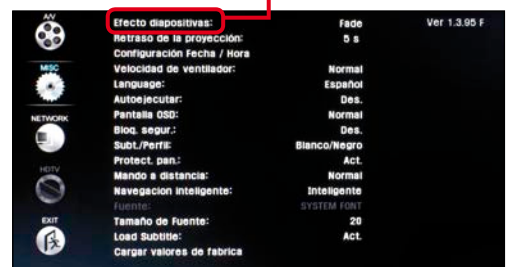 A/V
MISC
NETWORK
HDTV
EXIT
Efecto diapositivas: Fade Ver 1.3.95 F
Retraso de la proyección: 5 s
Configuración Fecha / Hora
Velocidad de ventilador: Normal
Language: Español
Autoejecutar: Des.
Pantalla OSD: Normal
Bloq. segur.: Des.
Subt./Perfil: Blanco/Negro
Protect. pan.: Act.
Mando a distancia: Normal
Navegacion inteligente: Inteligente
Fuente: SYSTEM FONT
Tamaño de Fuente: 20
Load Subtitle: Act.
Cargar valores de fabrica